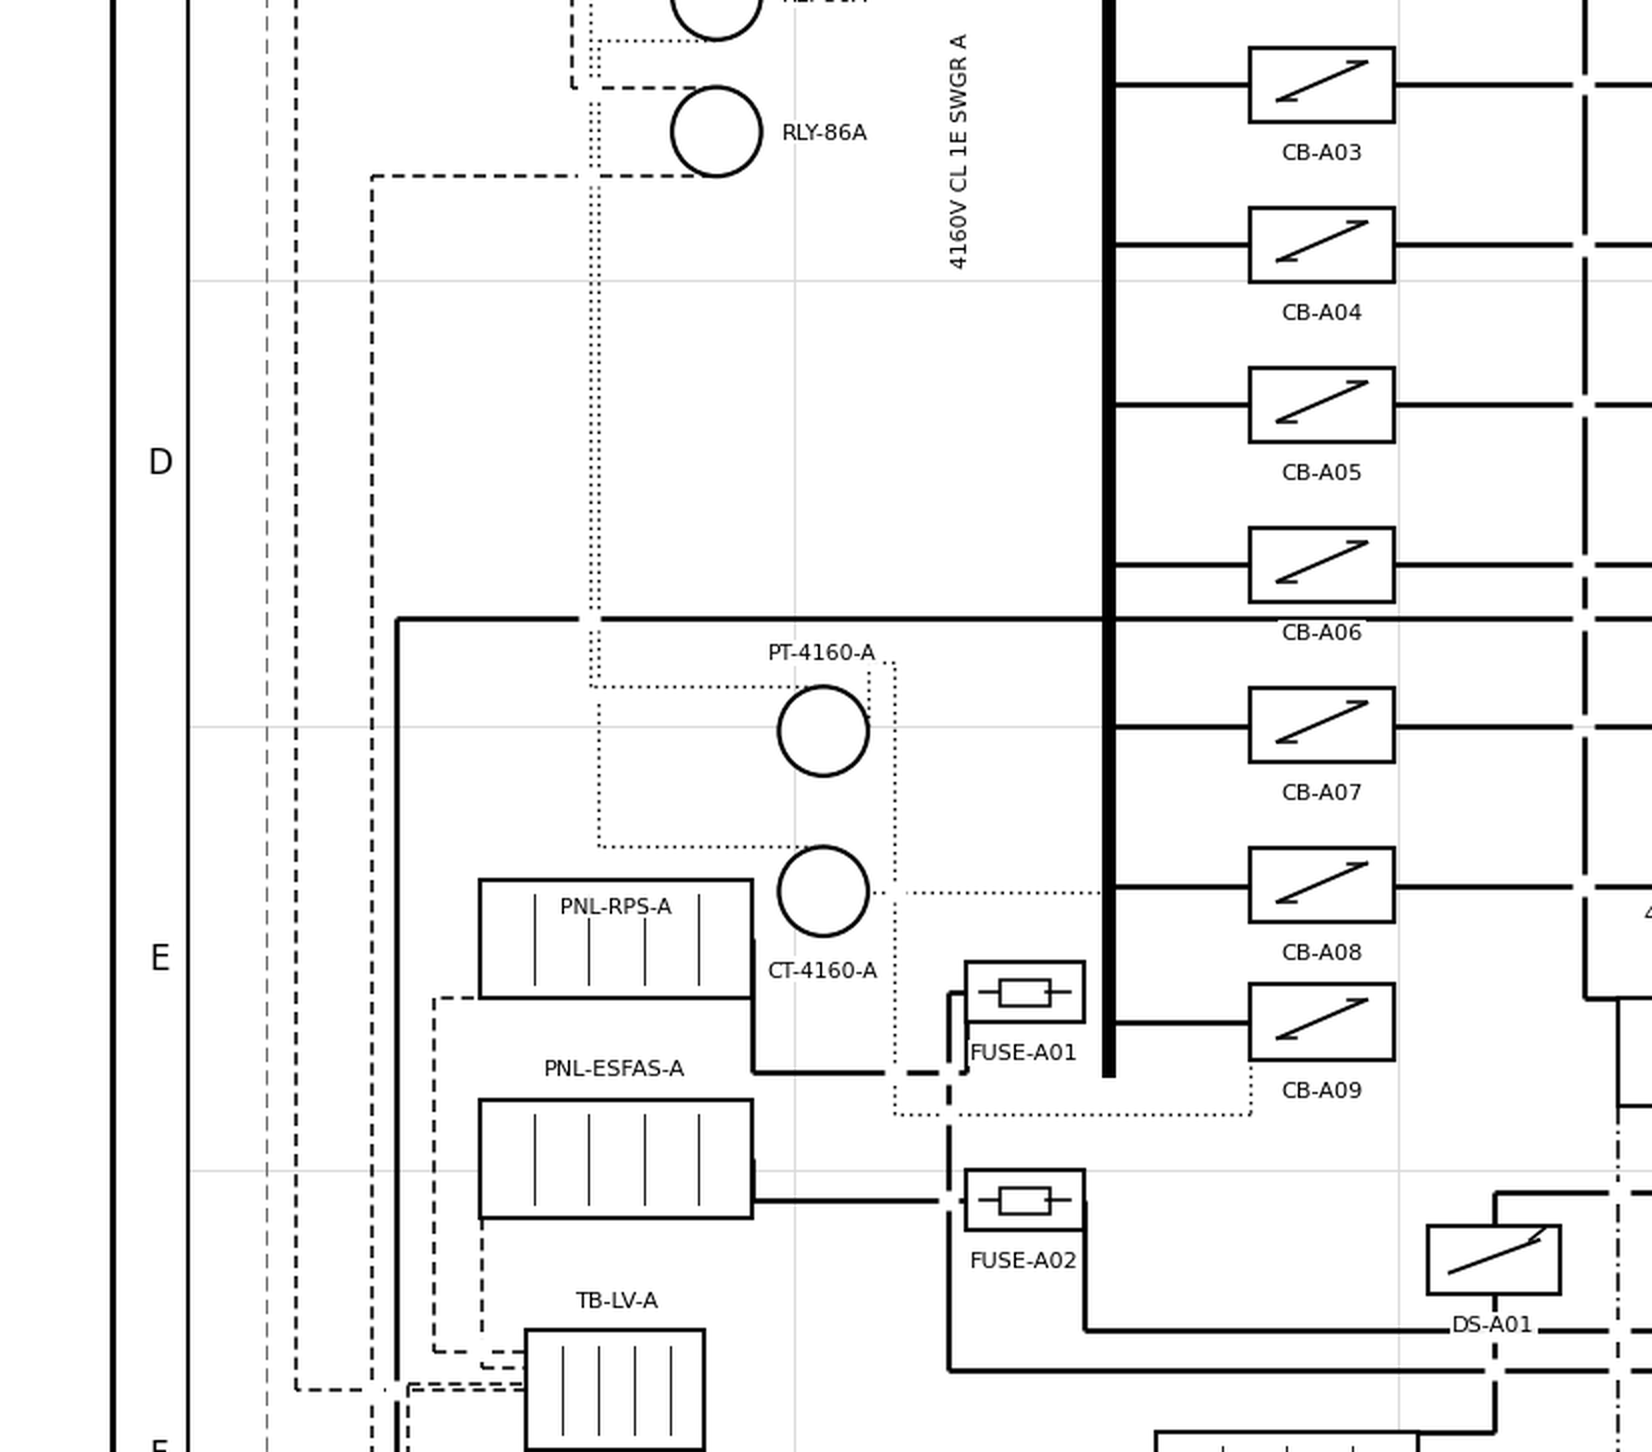 4160V CL 1E SWGR A
RLY-86A
CB-A03
CB-A04
D
CB-A05
CB-A06
PT-4160-A
CB-A07
PNL-RPS-A
CB-A08
E
CT-4160-A
FUSE-A01
PNL-ESFAS-A
CB-A09
FUSE-A02
TB-LV-A
DS-A01